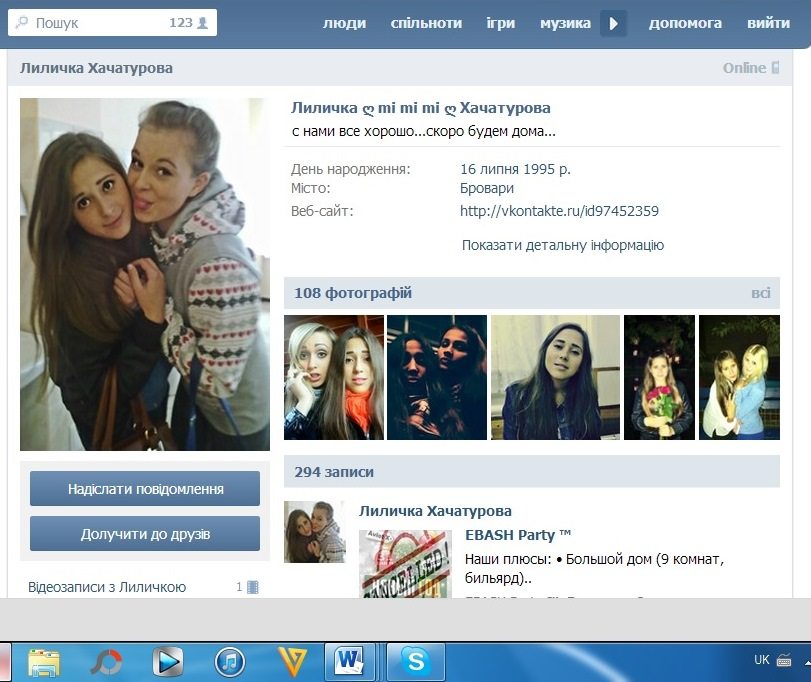 Пошук 123
люди спільноти ігри музика допомога вийти
Лиличка Хачатурова Online
Лиличка ღ mi mi mi ღ Хачатурова
с нами все хорошо...скоро будем дома...
День народження: 16 липня 1995 р.
Місто: Бровари
Веб-сайт: http://vkontakte.ru/id97452359
Показати детальну інформацію
108 фотографій всі
294 записи
Надіслати повідомлення
Долучити до друзів
Відеозаписи з Лиличкою 1
Лиличка Хачатурова
EBASH Party ™
Наши плюсы: • Большой дом (9 комнат,
бильярд)..
UK